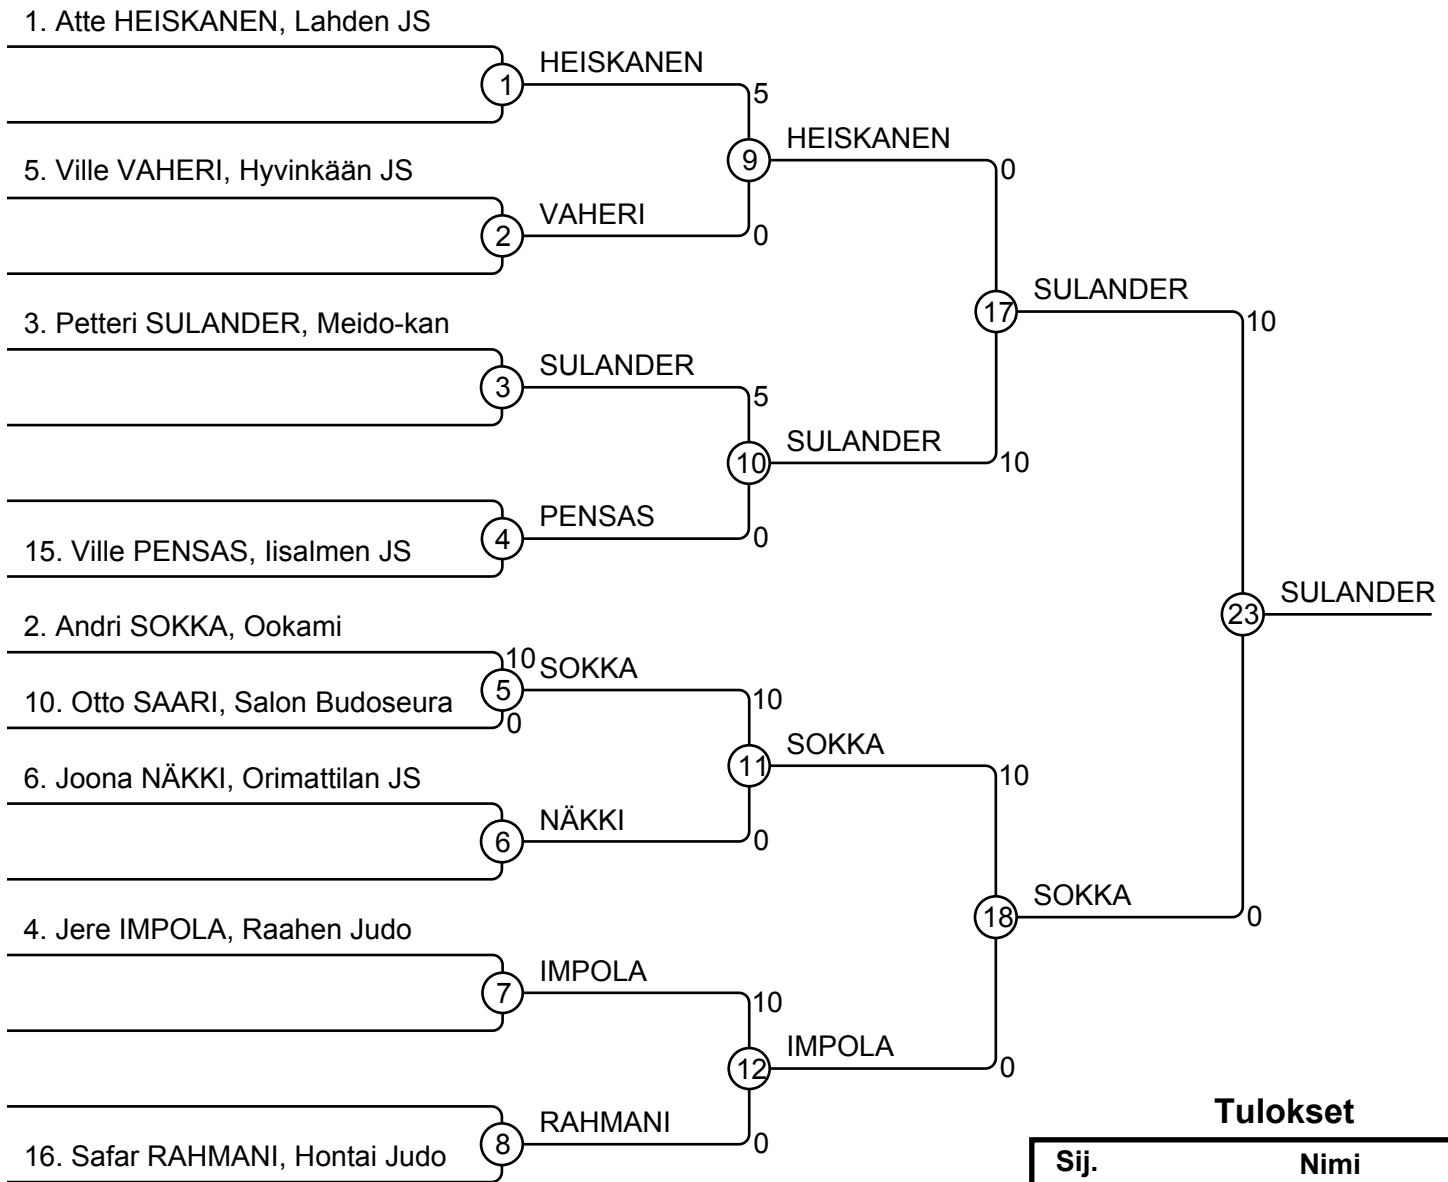 1. Atte HEISKANEN, Lahden JS
1
HEISKANEN
5
9
HEISKANEN
0
5. Ville VAHERI, Hyvinkään JS
2
VAHERI
0
17
SULANDER
10
3. Petteri SULANDER, Meido-kan
3
SULANDER
5
10
SULANDER
10
15. Ville PENSAS, Iisalmen JS
4
PENSAS
0
23
SULANDER
2. Andri SOKKA, Ookami
10
5
SOKKA
10
10. Otto SAARI, Salon Budoseura
0
11
SOKKA
10
6. Joona NÄKKI, Orimattilan JS
6
NÄKKI
0
18
SOKKA
0
4. Jere IMPOLA, Raahen Judo
7
IMPOLA
10
12
IMPOLA
0
16. Safar RAHMANI, Hontai Judo
8
RAHMANI
0
Tulokset
Sij. Nimi